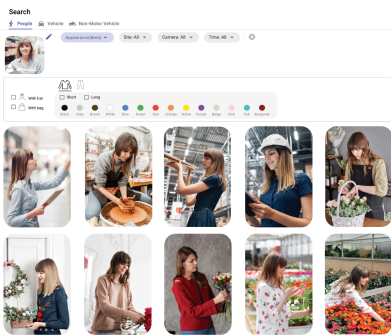 Search
People Vehicle Non-Motor Vehicle
Appearance(Beta) Site: All Camera: All Time: All
With hat
With bag
Short Long
Black Gray Brown White Blue Green Red Orange Yellow Purple Beige Pink Teal Burgundy